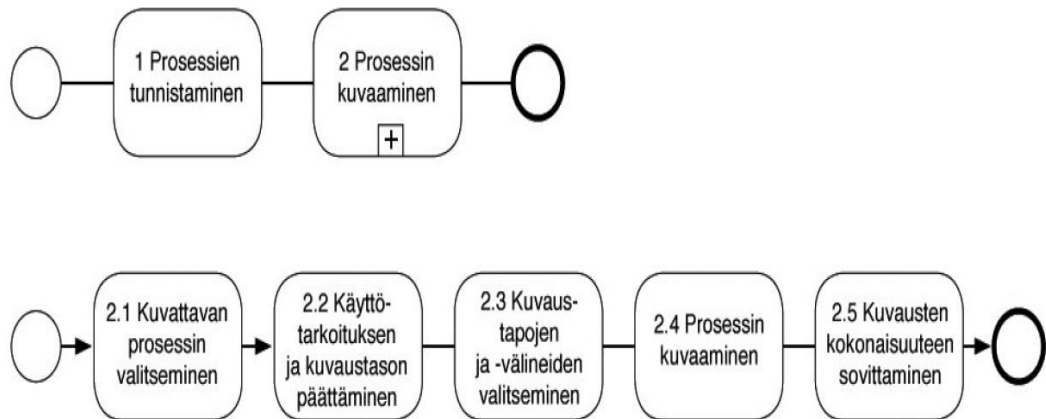 1 Prosessien
tunnistaminen
2 Prosessin
kuvaaminen
2.1 Kuvattavan
prosessin
valitseminen
2.2 Käyttö-
tarkoituksen
ja kuvaustason
päättäminen
2.3 Kuvaus-
tapojen
ja -välineiden
valitseminen
2.4 Prosessin
kuvaaminen
2.5 Kuvausten
kokonaisuuteen
sovittaminen